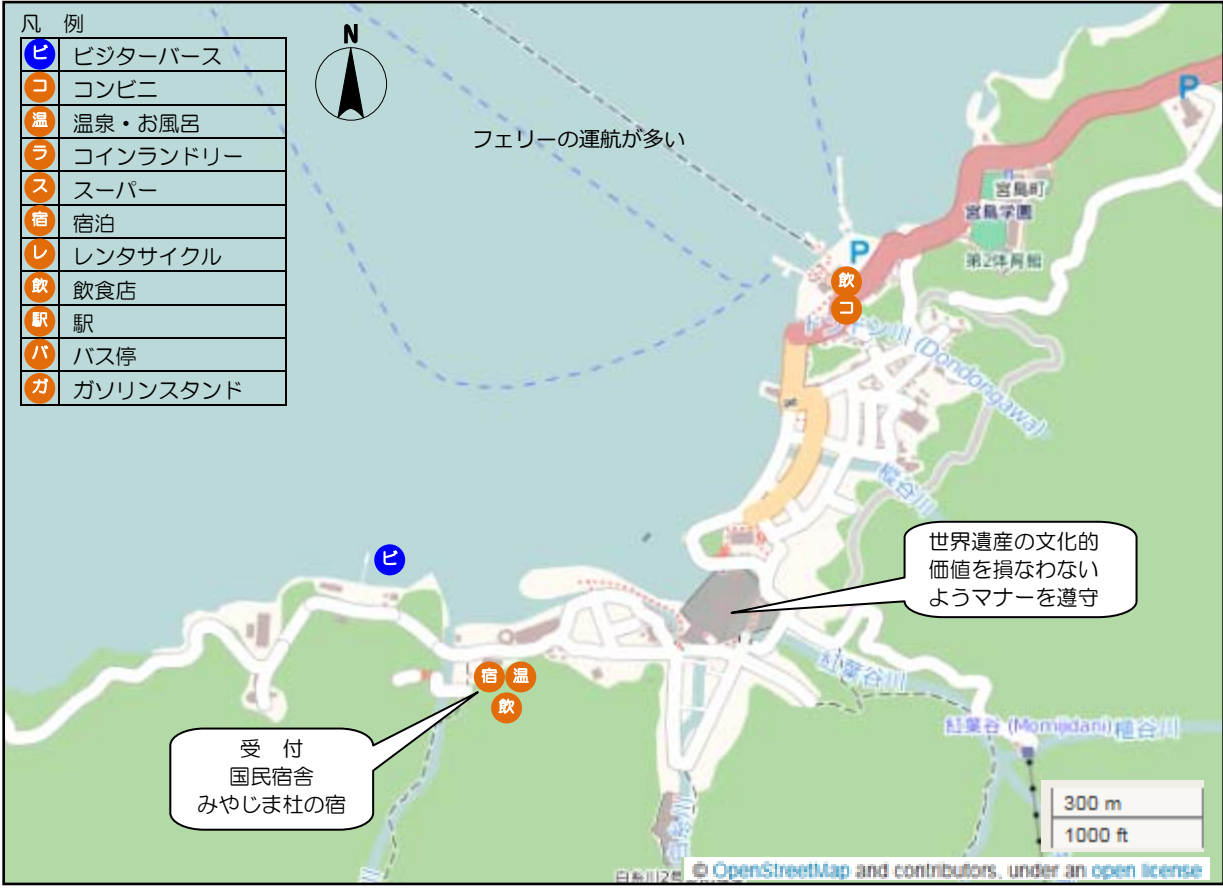 凡 例
ピ ビジターバース
コ コンビニ
温 温泉・お風呂
ラ コインランドリー
ス スーパー
宿 宿泊
レ レンタサイクル
飲 飲食店
駅 駅
バ バス停
ガ ガソリンスタンド
N
フェリーの運航が多い
P
宮島町
宮島学園
P
第2体育館
飲
コ
(Dondongawa)
ピ
世界遺産の文化的
価値を損なわない
ようマナーを遵守
紅葉谷川
宿 温
飲
紅葉谷 (Momijidani)
受 付
国民宿舎
みやじま杜の宿
300 m
1000 ft
白糸川2号
© OpenStreetMap and contributors, under an open license